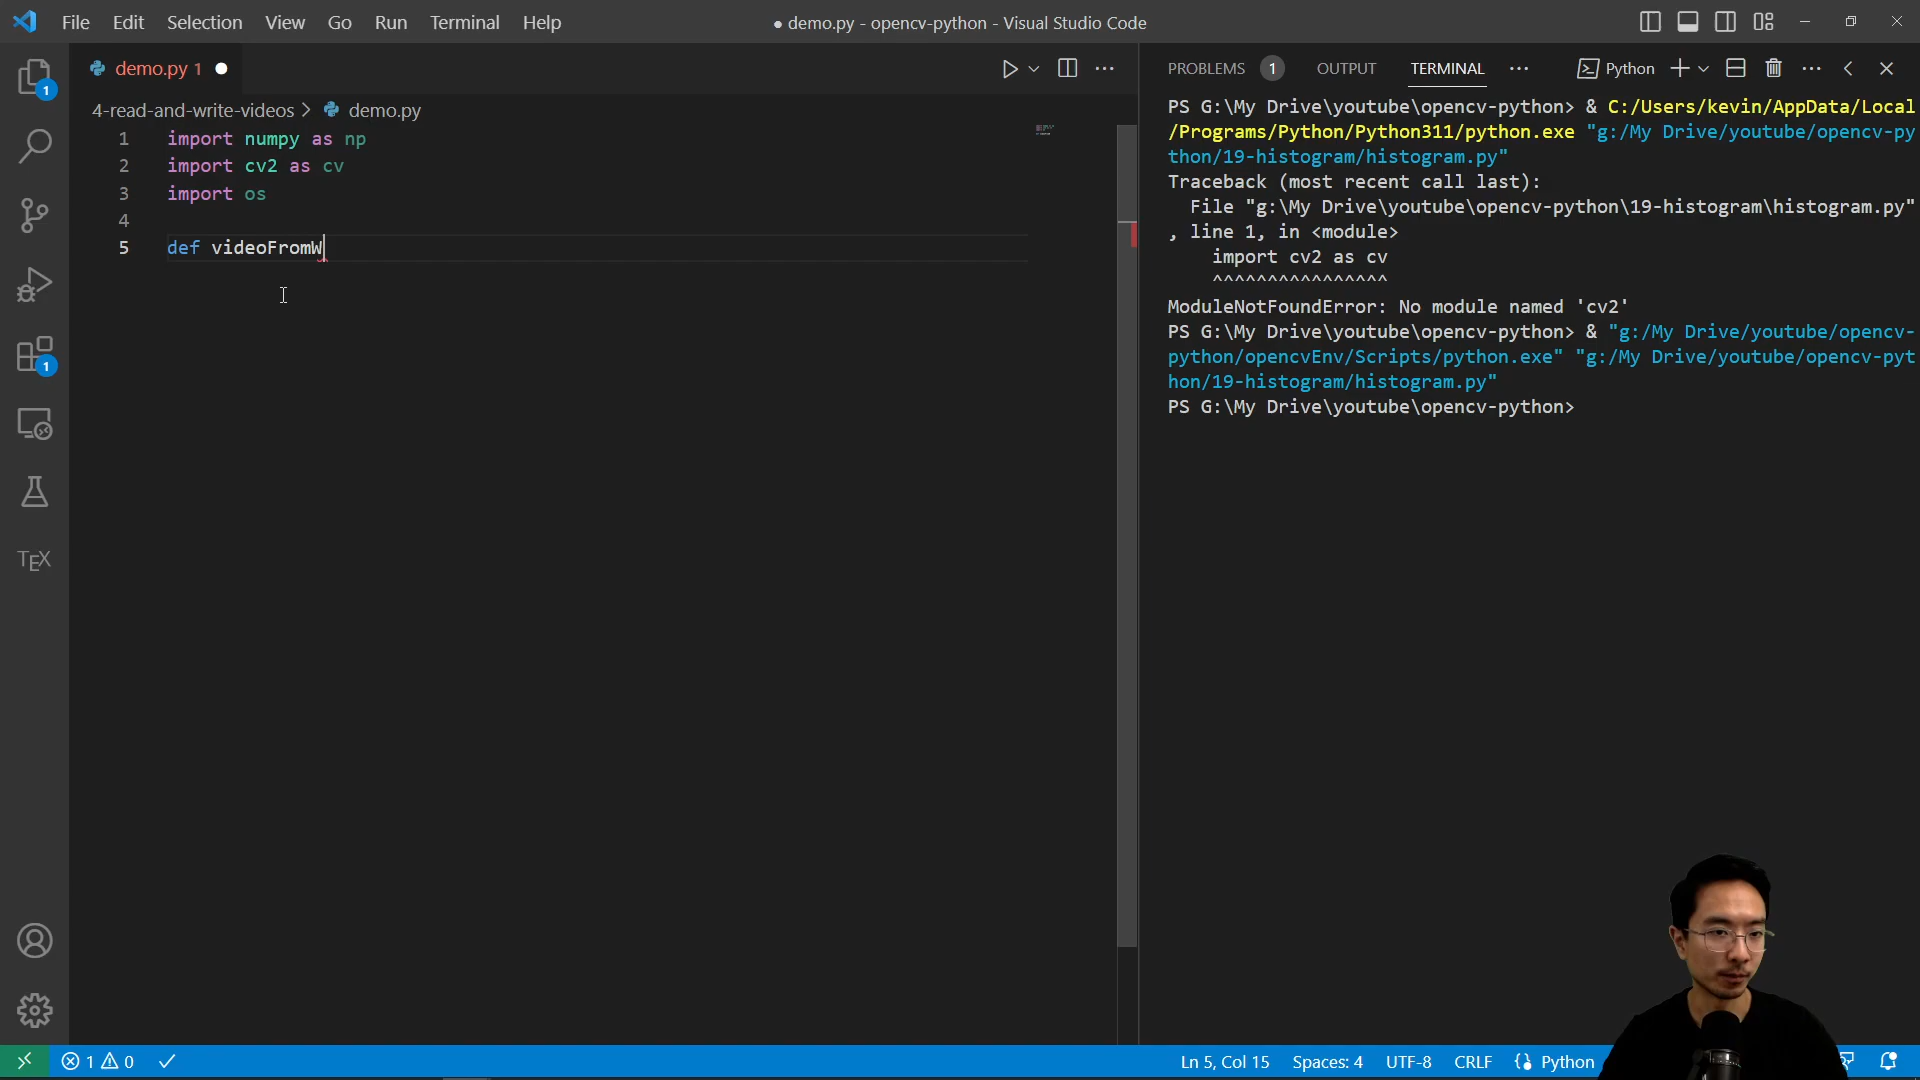 File Edit Selection View Go Run Terminal Help
● demo.py - opencv-python - Visual Studio Code
demo.py 1 ●
4-read-and-write-videos > demo.py
1 import numpy as np
2 import cv2 as cv
3 import os
4
5 def videoFromW
PROBLEMS 1 OUTPUT TERMINAL ··· Python
PS G:\My Drive\youtube\opencv-python> & C:/Users/kevin/AppData/Local
/Programs/Python/Python311/python.exe "g:/My Drive/youtube/opencv-py
thon/19-histogram/histogram.py"
Traceback (most recent call last):
File "g:\My Drive\youtube\opencv-python\19-histogram\histogram.py"
, line 1, in <module>
import cv2 as cv
^^^^^^^^^^^^^^^^
ModuleNotFoundError: No module named 'cv2'
PS G:\My Drive\youtube\opencv-python> & "g:/My Drive/youtube/opencv-
python/opencvEnv/Scripts/python.exe" "g:/My Drive/youtube/opencv-pyt
hon/19-histogram/histogram.py"
PS G:\My Drive\youtube\opencv-python>
1
1
TEX
1 0
Ln 5, Col 15 Spaces: 4 UTF-8 CRLF Python